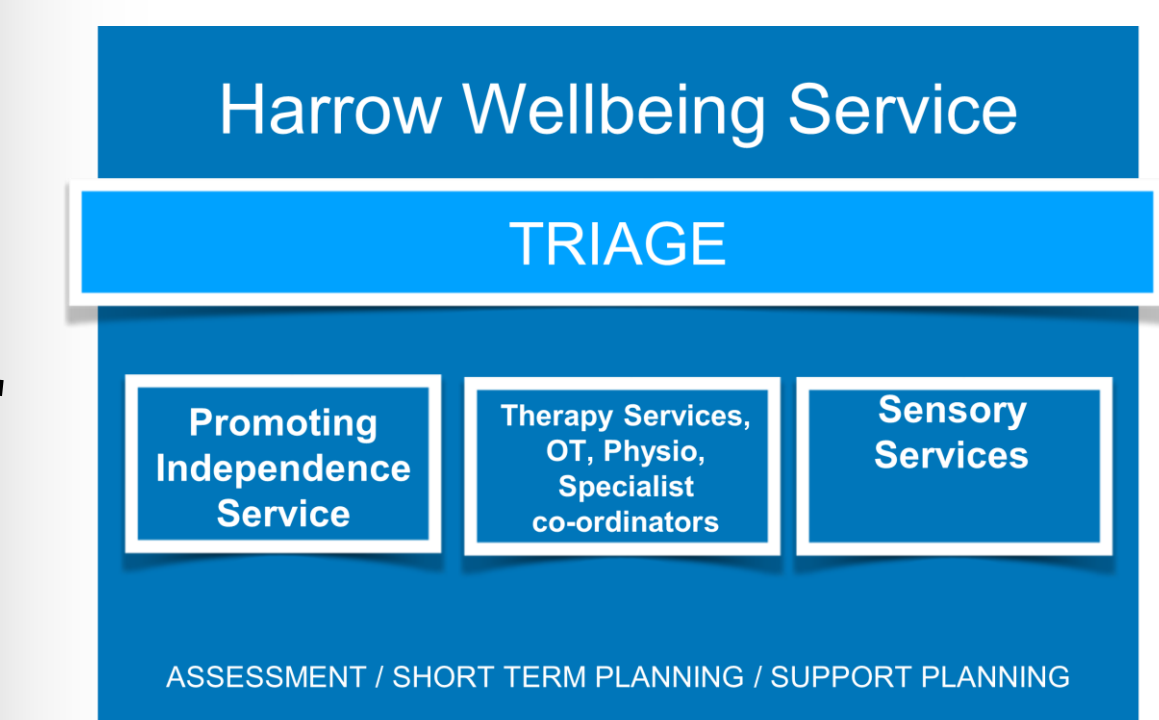 Harrow Wellbeing Service
TRIAGE
Promoting
Independence
Service
Therapy Services,
OT, Physio,
Specialist
co-ordinators
Sensory
Services
ASSESSMENT / SHORT TERM PLANNING / SUPPORT PLANNING